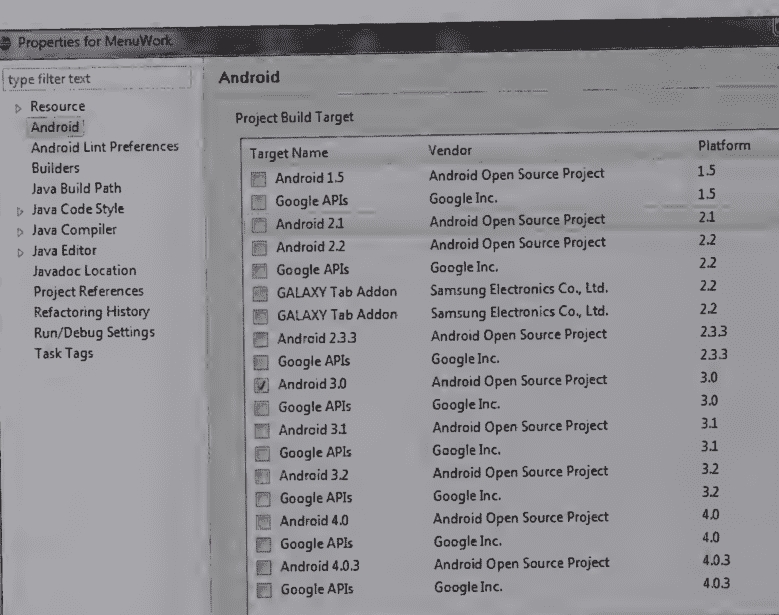 Properties for MenuWork
type filter text
Resource
Android
Android Lint Preferences
Builders
Java Build Path
Java Code Style
Java Compiler
Java Editor
Javadoc Location
Project References
Refactoring History
Run/Debug Settings
Task Tags
Android
Project Build Target
Target Name Vendor Platform
Android 1.5 Android Open Source Project 1.5
Google APIs Google Inc. 1.5
Android 2.1 Android Open Source Project 2.1
Android 2.2 Android Open Source Project 2.2
Google APIs Google Inc. 2.2
GALAXY Tab Addon Samsung Electronics Co., Ltd. 2.2
GALAXY Tab Addon Samsung Electronics Co., Ltd. 2.2
Android 2.3.3 Android Open Source Project 2.3.3
Google APIs Google Inc. 2.3.3
Android 3.0 Android Open Source Project 3.0
Google APIs Google Inc. 3.0
Android 3.1 Android Open Source Project 3.1
Google APIs Google Inc. 3.1
Android 3.2 Android Open Source Project 3.2
Google APIs Google Inc. 3.2
Android 4.0 Android Open Source Project 4.0
Google APIs Google Inc. 4.0
Android 4.0.3 Android Open Source Project 4.0.3
Google APIs Google Inc. 4.0.3